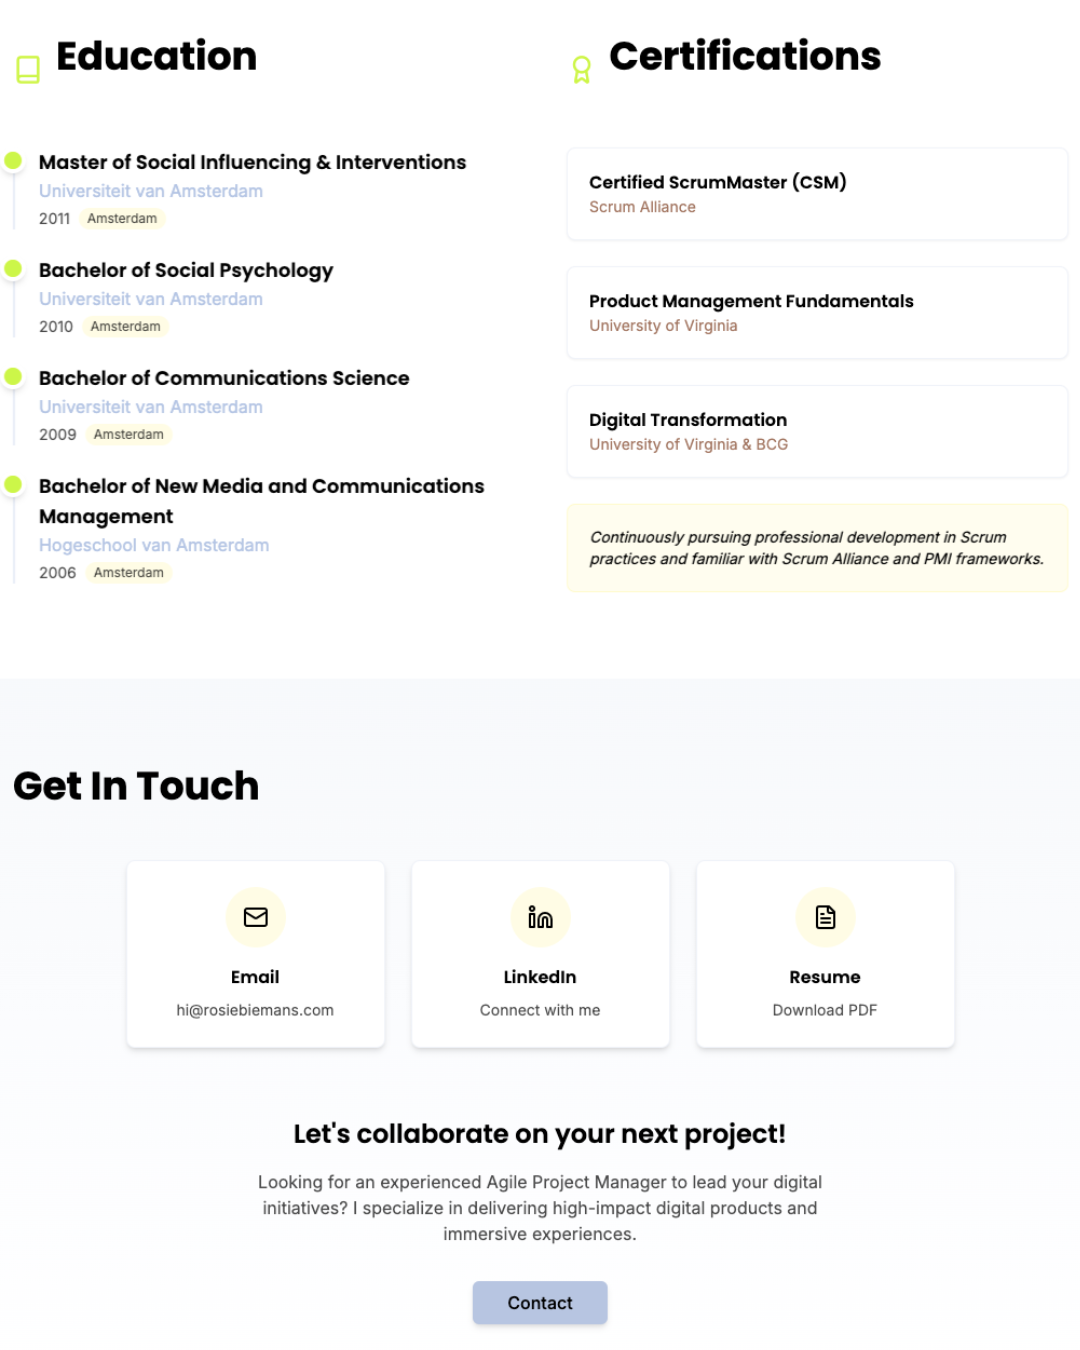 Education
Master of Social Influencing & Interventions
Universiteit van Amsterdam
2011 Amsterdam
Bachelor of Social Psychology
Universiteit van Amsterdam
2010 Amsterdam
Bachelor of Communications Science
Universiteit van Amsterdam
2009 Amsterdam
Bachelor of New Media and Communications
Management
Hogeschool van Amsterdam
2006 Amsterdam
Certifications
Certified ScrumMaster (CSM)
Scrum Alliance
Product Management Fundamentals
University of Virginia
Digital Transformation
University of Virginia & BCG
Continuously pursuing professional development in Scrum
practices and familiar with Scrum Alliance and PMI frameworks.
Get In Touch
Email
hi@rosiebiemans.com
LinkedIn
Connect with me
Resume
Download PDF
Let's collaborate on your next project!
Looking for an experienced Agile Project Manager to lead your digital
initiatives? I specialize in delivering high-impact digital products and
immersive experiences.
Contact